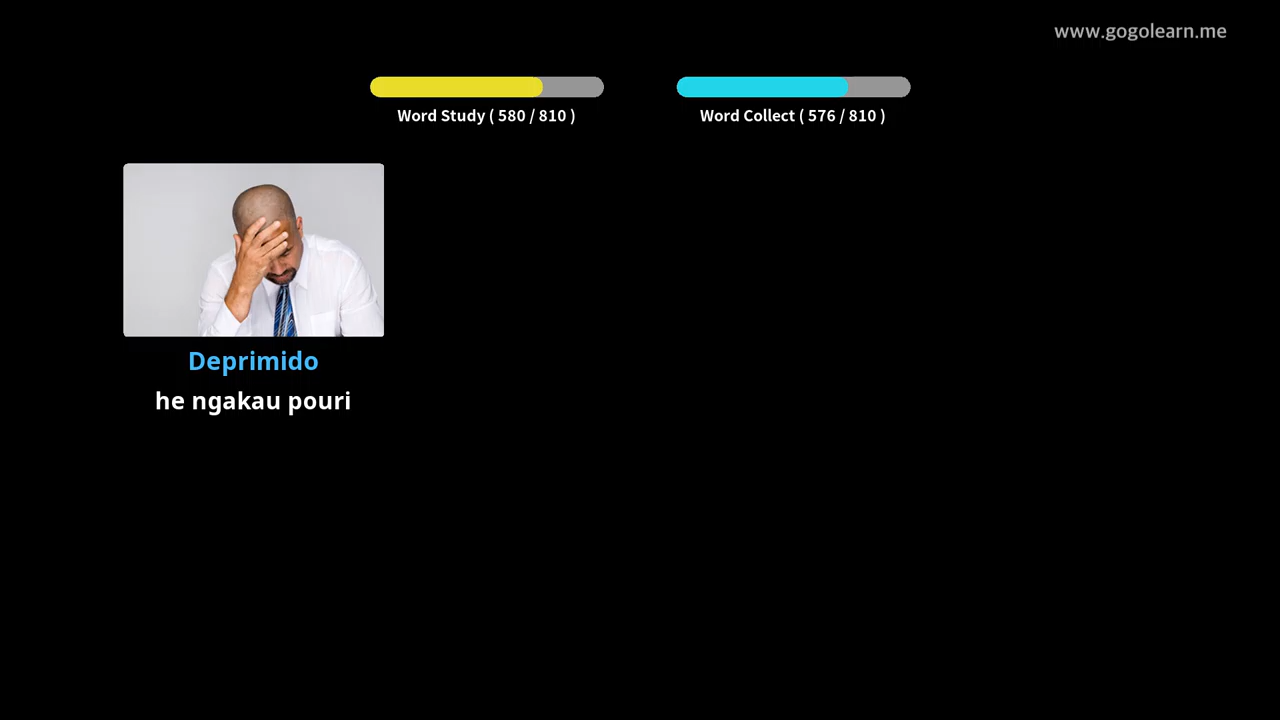 www.gogolearn.me
Word Study ( 580 / 810 )
Word Collect ( 576 / 810 )
Deprimido
he ngakau pouri